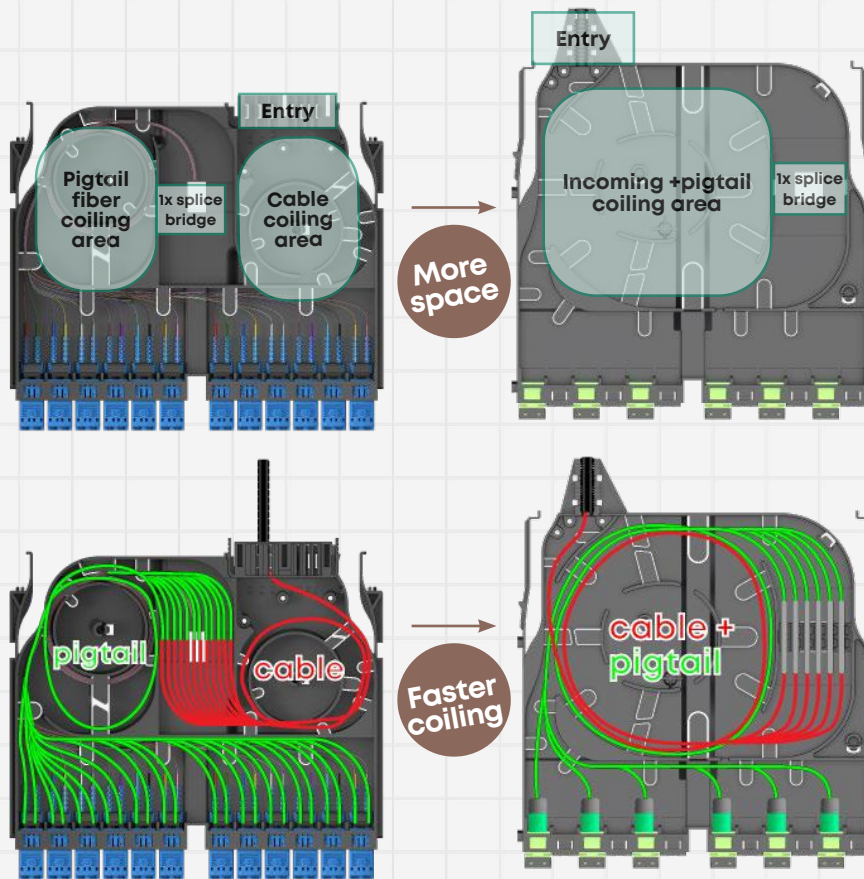 Entry
Pigtail
fiber
coiling
area
1x splice
bridge
Entry
Cable
coiling
area
More
space
Entry
Incoming +pigtail
coiling area
1x splice
bridge
pigtail
cable
Faster
coiling
cable +
pigtail